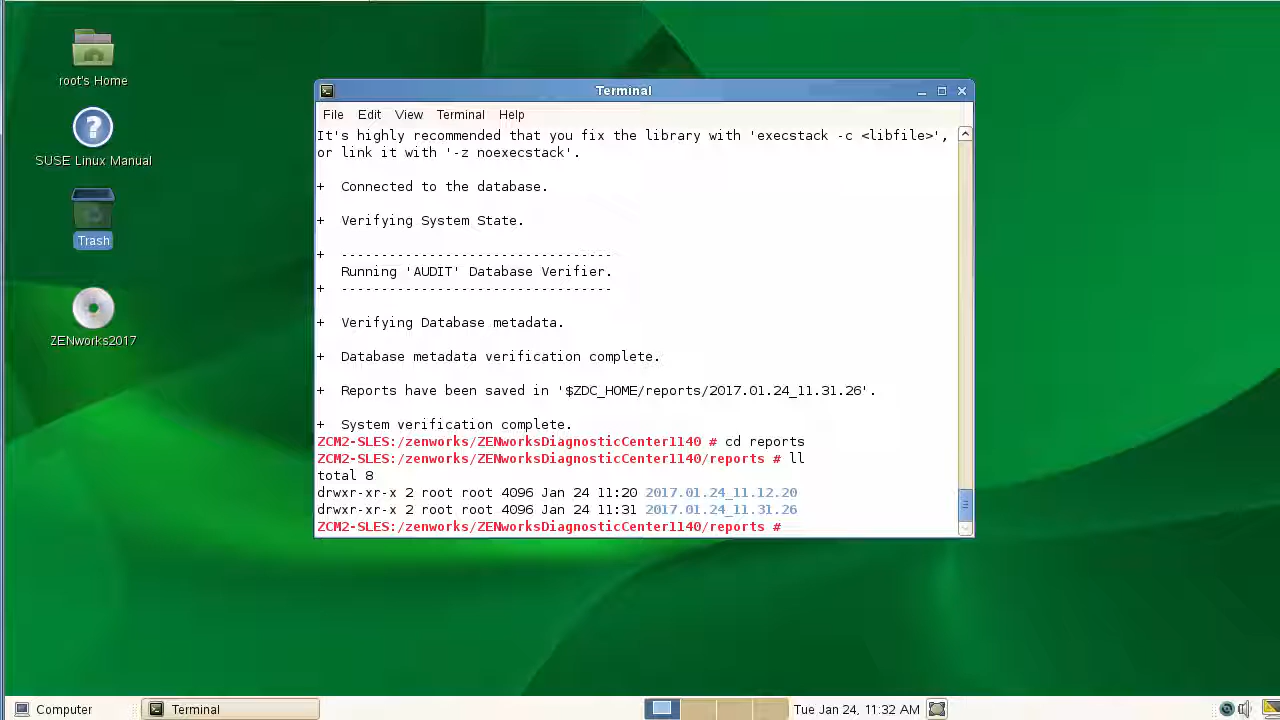 root's Home
SUSE Linux Manual
Trash
ZENworks2017
Terminal
File Edit View Terminal Help
It's highly recommended that you fix the library with 'execstack -c <libfile>',
or link it with '-z noexecstack'.
+  Connected to the database.
+  Verifying System State.
+  ----------------------------------
   Running 'AUDIT' Database Verifier.
+  ----------------------------------
+  Verifying Database metadata.
+  Database metadata verification complete.
+  Reports have been saved in '$ZDC_HOME/reports/2017.01.24_11.31.26'.
+  System verification complete.
ZCM2-SLES:/zenworks/ZENworksDiagnosticCenter1140 # cd reports
ZCM2-SLES:/zenworks/ZENworksDiagnosticCenter1140/reports # ll
total 8
drwxr-xr-x 2 root root 4096 Jan 24 11:20 2017.01.24_11.12.20
drwxr-xr-x 2 root root 4096 Jan 24 11:31 2017.01.24_11.31.26
ZCM2-SLES:/zenworks/ZENworksDiagnosticCenter1140/reports #
Computer
Terminal
Tue Jan 24, 11:32 AM